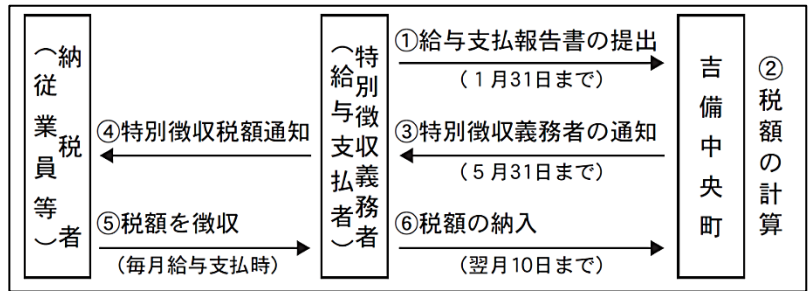 納税者
（従業員等）
④特別徴収税額通知
⑤税額を徴収
（毎月給与支払時）
特別徴収義務者
（給与支払者）
①給与支払報告書の提出
（１月31日まで）
③特別徴収義務者の通知
（５月31日まで）
⑥税額の納入
（翌月10日まで）
吉備中央町
②税額の計算